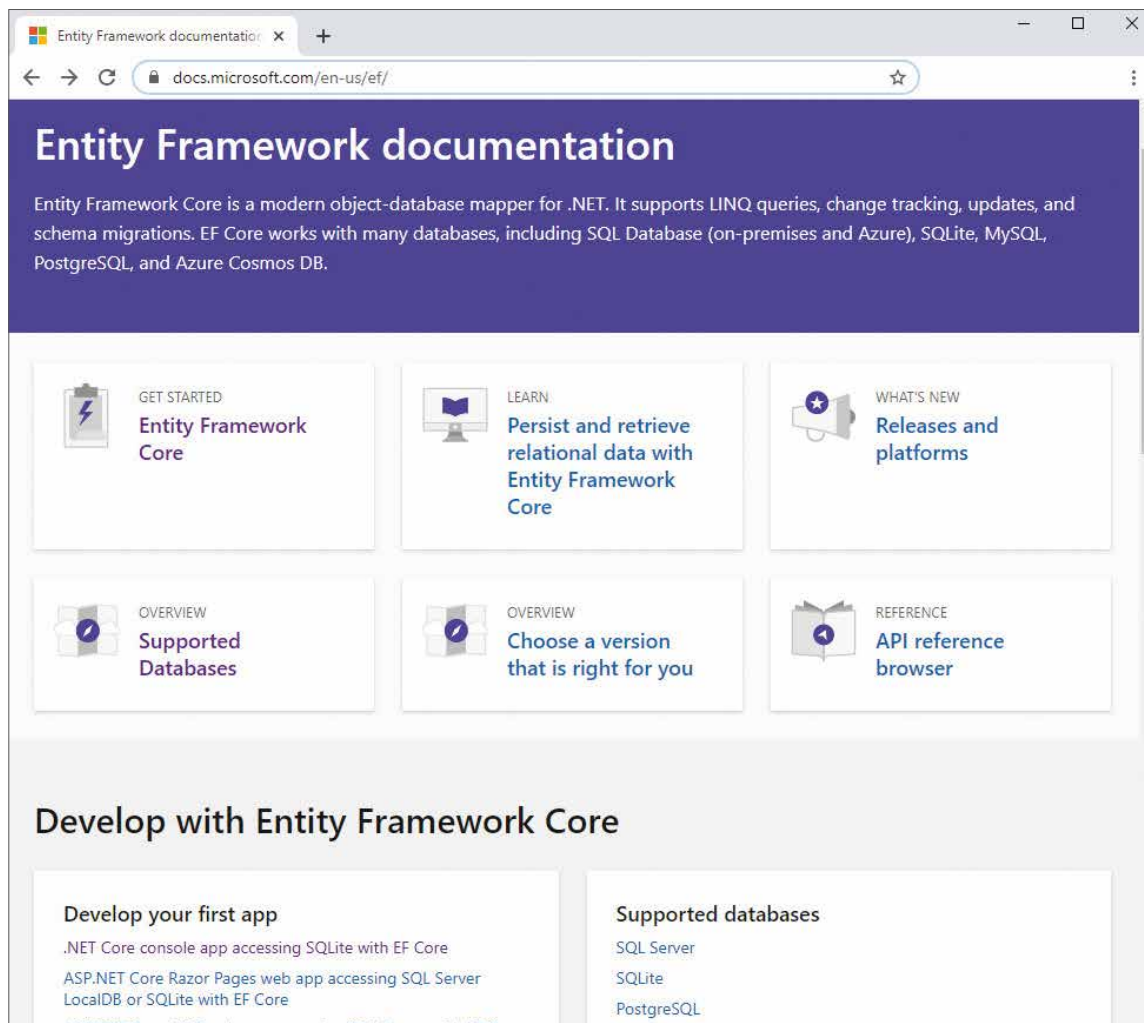 Entity Framework documentatio
docs.microsoft.com/en-us/ef/
Entity Framework documentation
Entity Framework Core is a modern object-database mapper for .NET. It supports LINQ queries, change tracking, updates, and
schema migrations. EF Core works with many databases, including SQL Database (on-premises and Azure), SQLite, MySQL,
PostgreSQL, and Azure Cosmos DB.
GET STARTED
Entity Framework
Core
LEARN
Persist and retrieve
relational data with
Entity Framework
Core
WHAT'S NEW
Releases and
platforms
OVERVIEW
Supported
Databases
OVERVIEW
Choose a version
that is right for you
REFERENCE
API reference
browser
Develop with Entity Framework Core
Develop your first app
.NET Core console app accessing SQLite with EF Core
ASP.NET Core Razor Pages web app accessing SQL Server
LocalDB or SQLite with EF Core
Supported databases
SQL Server
SQLite
PostgreSQL